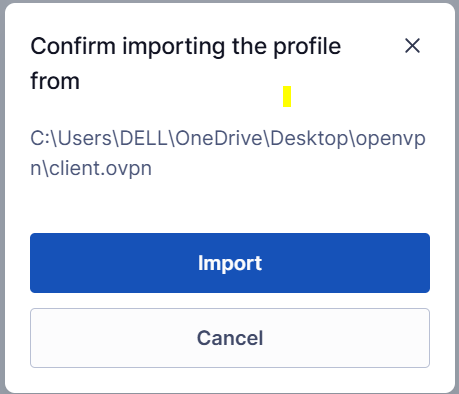 Confirm importing the profile
from
C:\Users\DELL\OneDrive\Desktop\openvp
n\client.ovpn
Import
Cancel